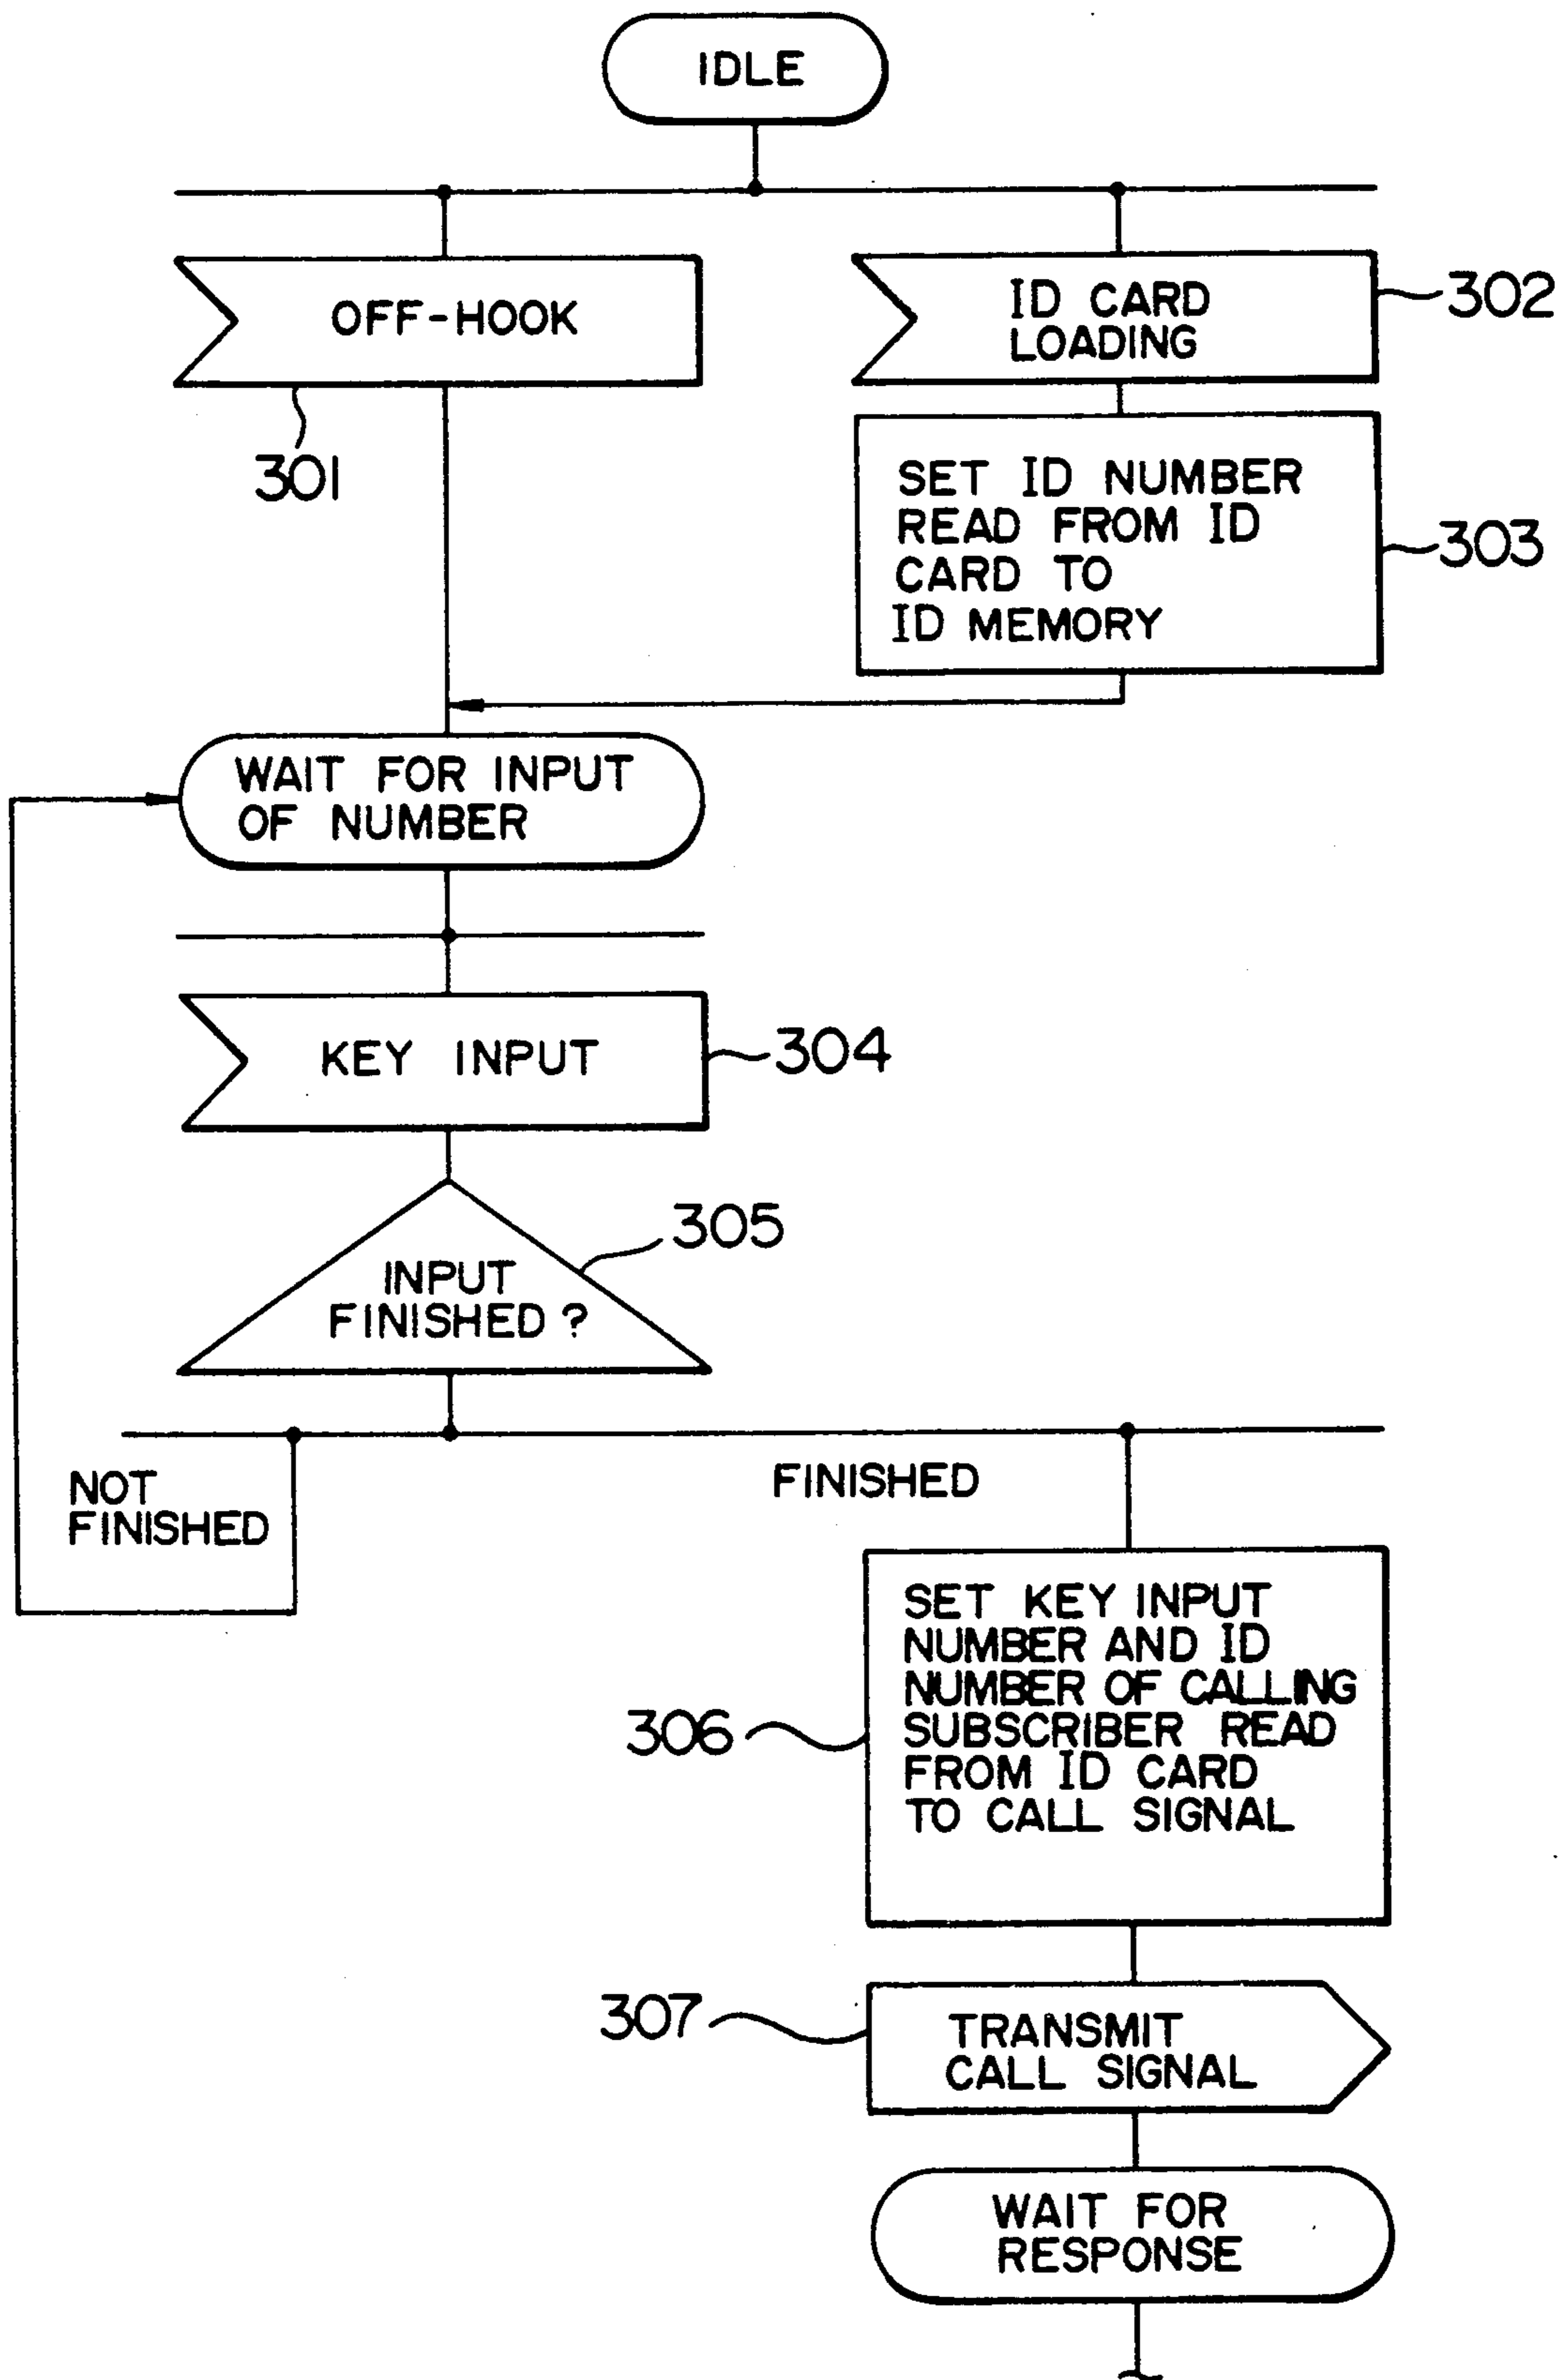 IDLE
OFF-HOOK
301
ID CARD
LOADING
302
SET ID NUMBER
READ FROM ID
CARD TO
ID MEMORY
303
WAIT FOR INPUT
OF NUMBER
KEY INPUT
304
INPUT
FINISHED ?
305
NOT
FINISHED
FINISHED
SET KEY INPUT
NUMBER AND ID
NUMBER OF CALLING
SUBSCRIBER READ
FROM ID CARD
TO CALL SIGNAL
306
TRANSMIT
CALL SIGNAL
307
WAIT FOR
RESPONSE